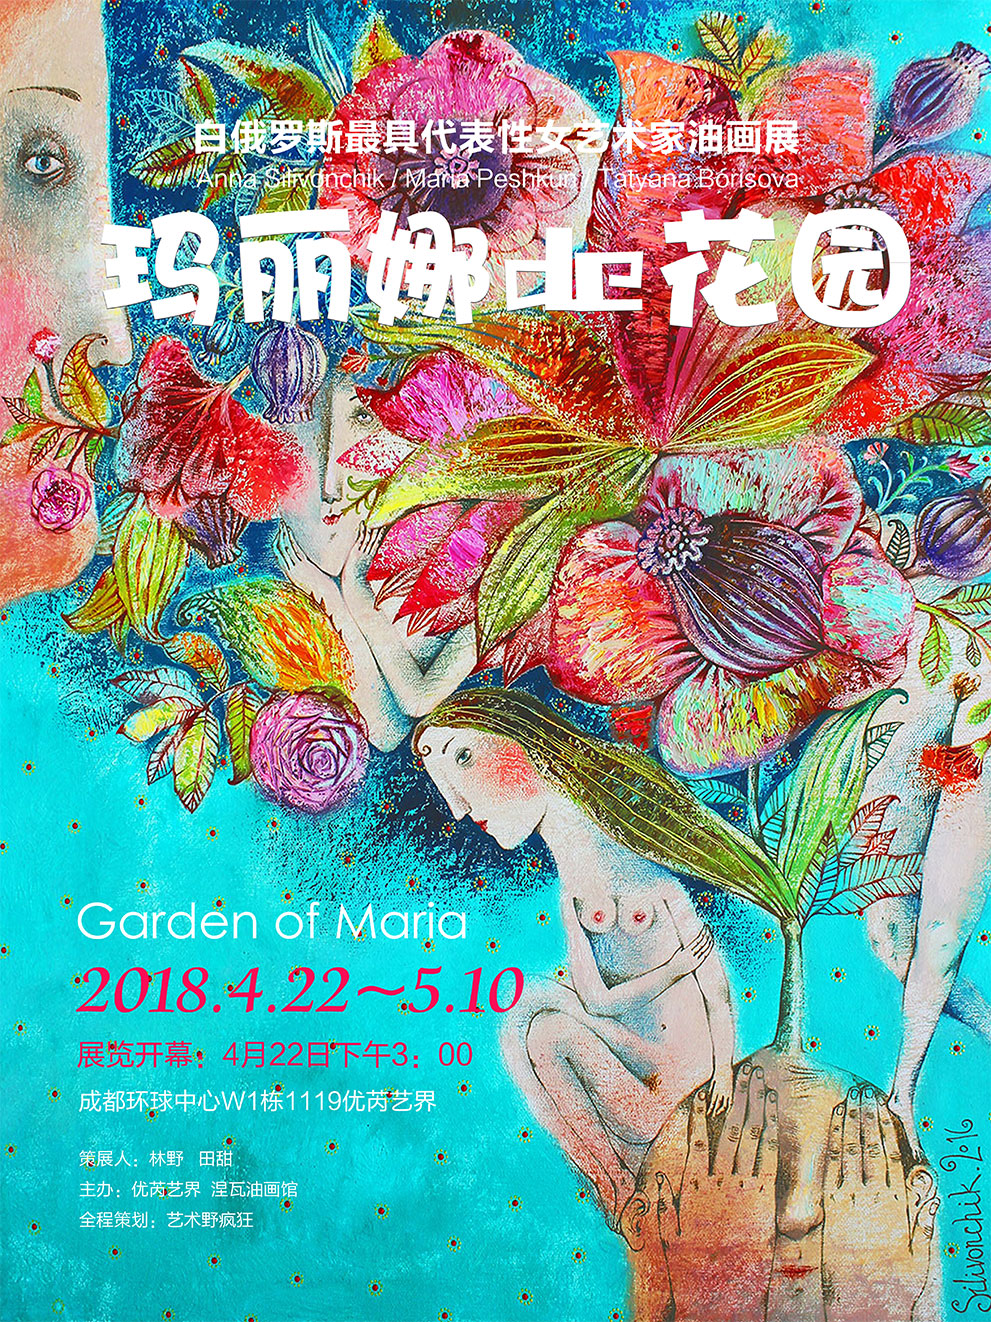 白俄罗斯最具代表性女艺术家油画展
Anna Silivonchik / Maria Peshkun / Tatyana Borisova
玛丽娜的花园
Garden of Maria
2018.4.22~5.10
展览开幕：4月22日下午3：00
成都环球中心W1栋1119优芮艺界
策展人：林野 田甜
主办：优芮艺界 涅瓦油画馆
全程策划：艺术野疯狂
Silivonchik. 2016